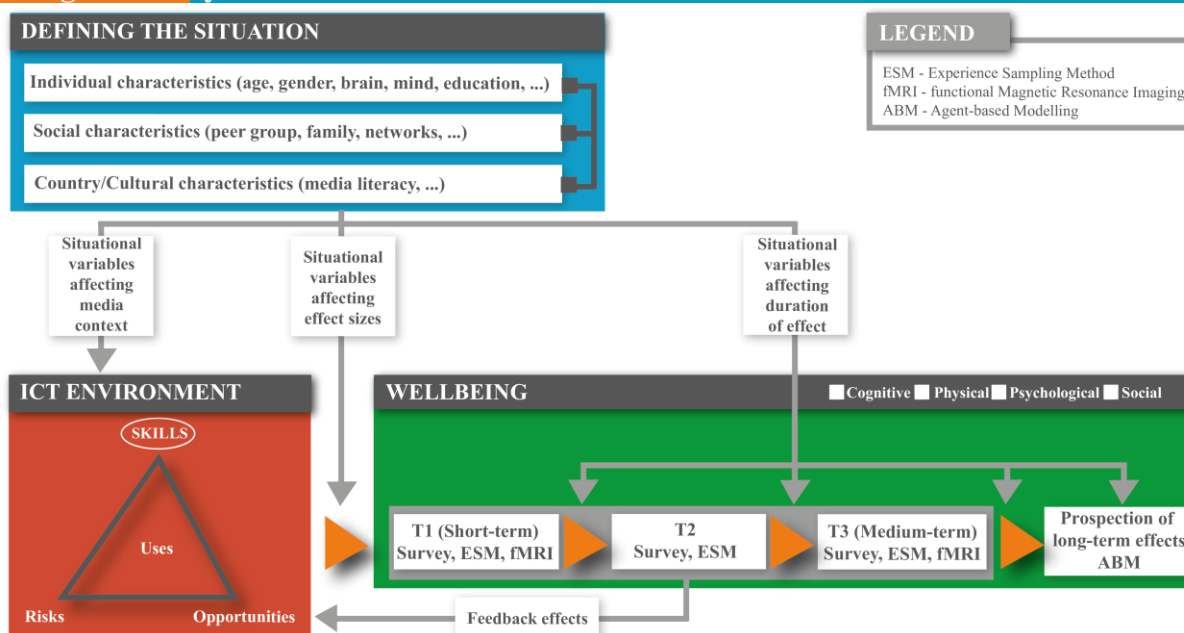 DEFINING THE SITUATION
Individual characteristics (age, gender, brain, mind, education, ...)
Social characteristics (peer group, family, networks, ...)
Country/Cultural characteristics (media literacy, ...)
LEGEND
ESM - Experience Sampling Method
fMRI - functional Magnetic Resonance Imaging
ABM - Agent-based Modelling
Situational
variables
affecting
media
context
Situational
variables
affecting
effect sizes
Situational
variables
affecting
duration
of effect
ICT ENVIRONMENT
SKILLS
Uses
Risks
Opportunities
WELLBEING
Cognitive Physical Psychological Social
T1 (Short-term)
Survey, ESM, fMRI
T2
Survey, ESM
T3 (Medium-term)
Survey, ESM, fMRI
Prospection of
long-term effects
ABM
Feedback effects